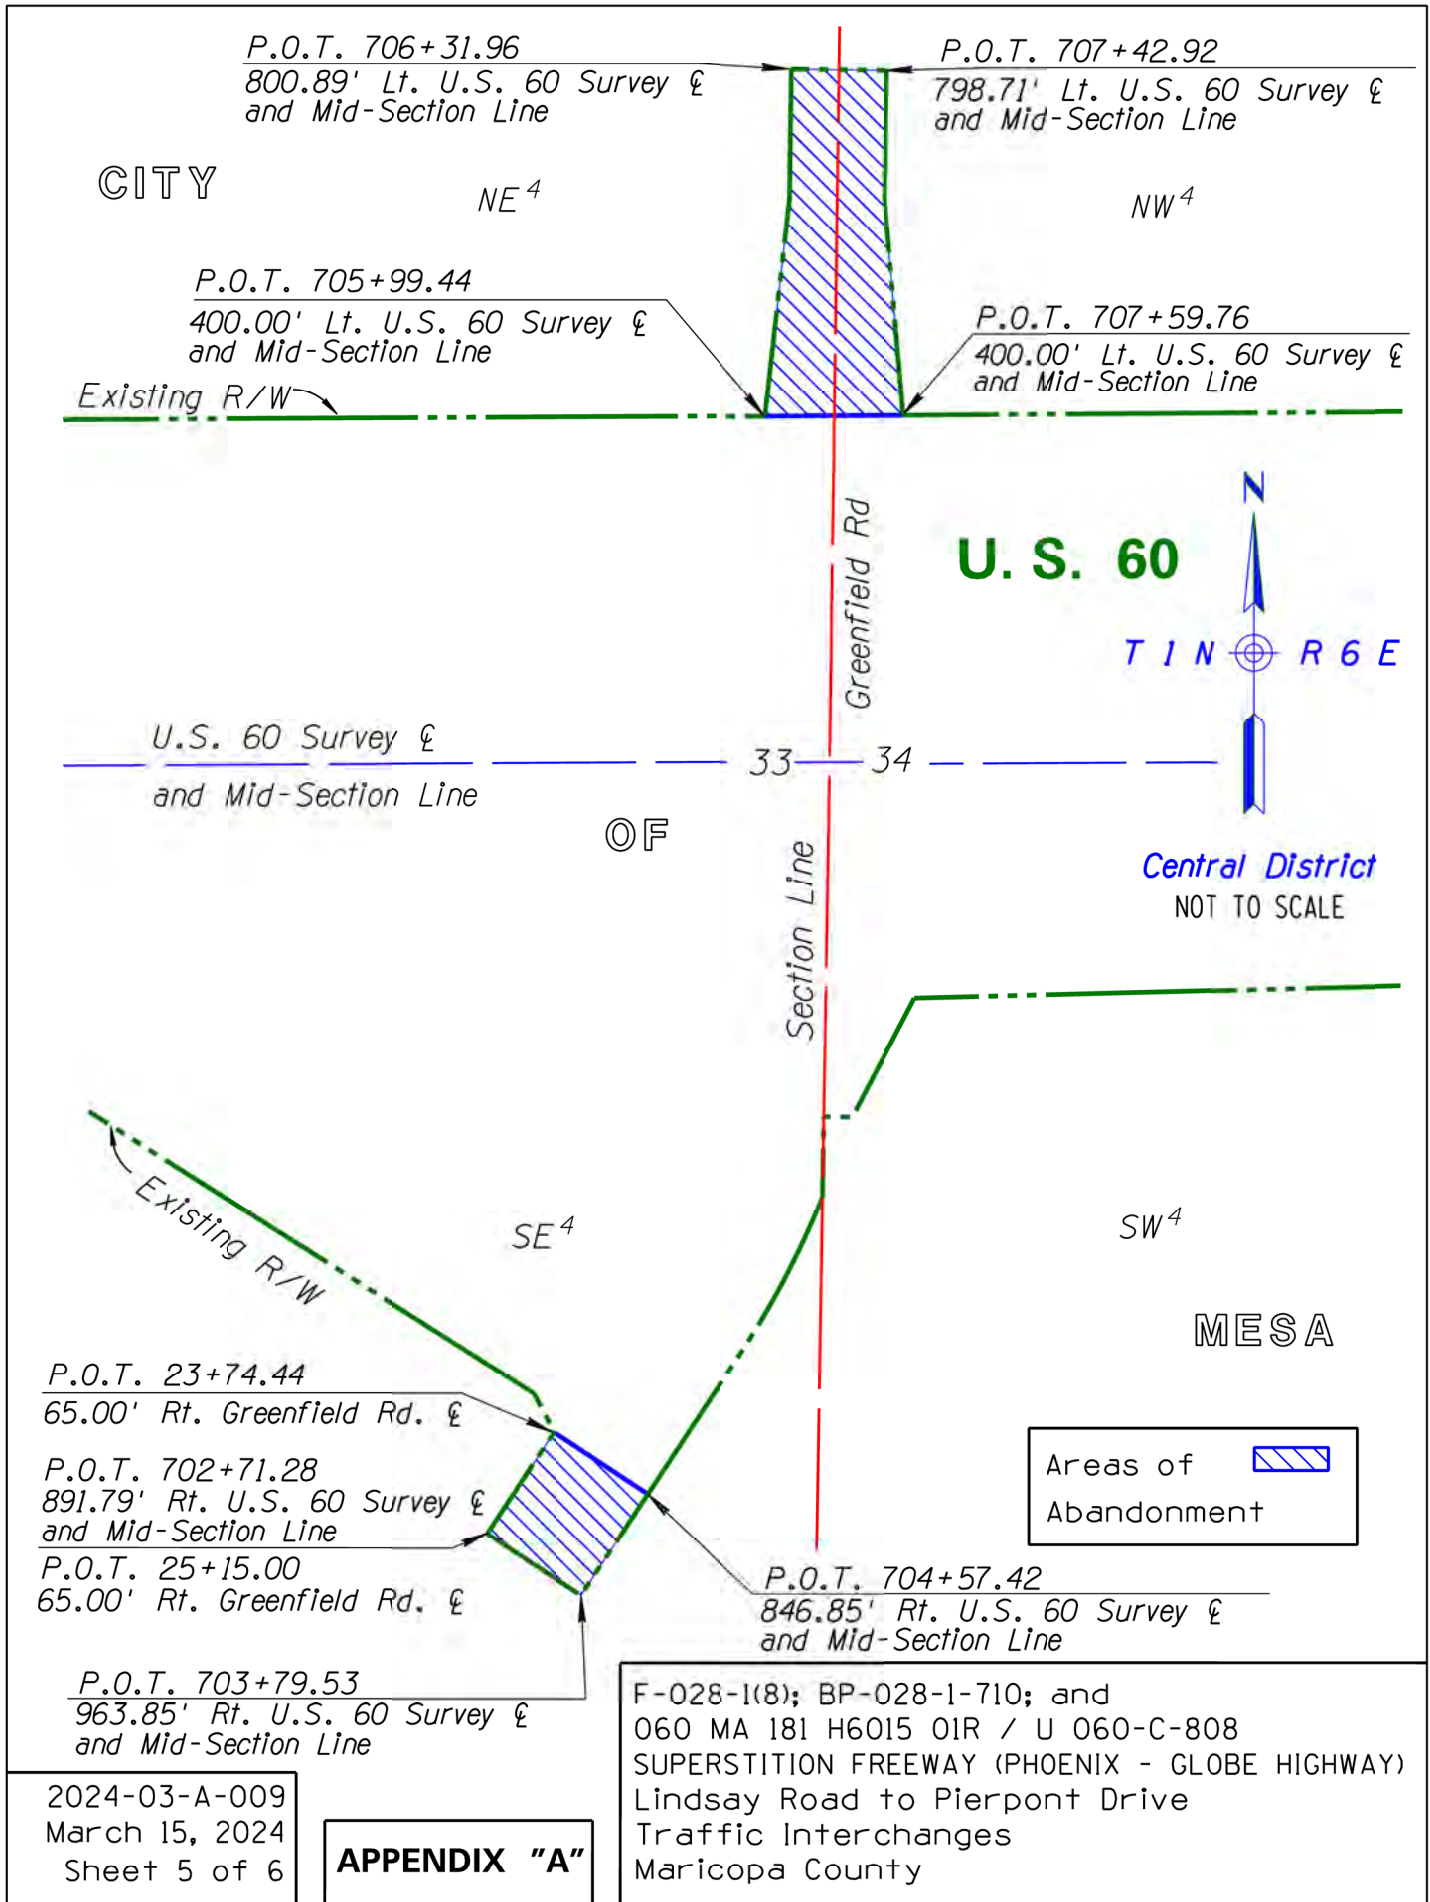 P.O.T. 706+31.96
800.89' Lt. U.S. 60 Survey ℄
and Mid-Section Line
P.O.T. 707+42.92
798.71' Lt. U.S. 60 Survey ℄
and Mid-Section Line
CITY
NE 4
NW 4
P.O.T. 705+99.44
400.00' Lt. U.S. 60 Survey ℄
and Mid-Section Line
P.O.T. 707+59.76
400.00' Lt. U.S. 60 Survey ℄
and Mid-Section Line
Existing R/W
Greenfield Rd
U.S. 60
N
T 1 N R 6 E
U.S. 60 Survey ℄
and Mid-Section Line
33 34
OF
Section Line
Central District
NOT TO SCALE
Existing R/W
SE 4
SW 4
MESA
P.O.T. 23+74.44
65.00' Rt. Greenfield Rd. ℄
P.O.T. 702+71.28
891.79' Rt. U.S. 60 Survey ℄
and Mid-Section Line
P.O.T. 25+15.00
65.00' Rt. Greenfield Rd. ℄
Areas of
Abandonment
P.O.T. 704+57.42
846.85' Rt. U.S. 60 Survey ℄
and Mid-Section Line
P.O.T. 703+79.53
963.85' Rt. U.S. 60 Survey ℄
and Mid-Section Line
F-028-1(8); BP-028-1-710; and
060 MA 181 H6015 01R / U 060-C-808
SUPERSTITION FREEWAY (PHOENIX - GLOBE HIGHWAY)
Lindsay Road to Pierpont Drive
Traffic Interchanges
Maricopa County
2024-03-A-009
March 15, 2024
Sheet 5 of 6
APPENDIX "A"